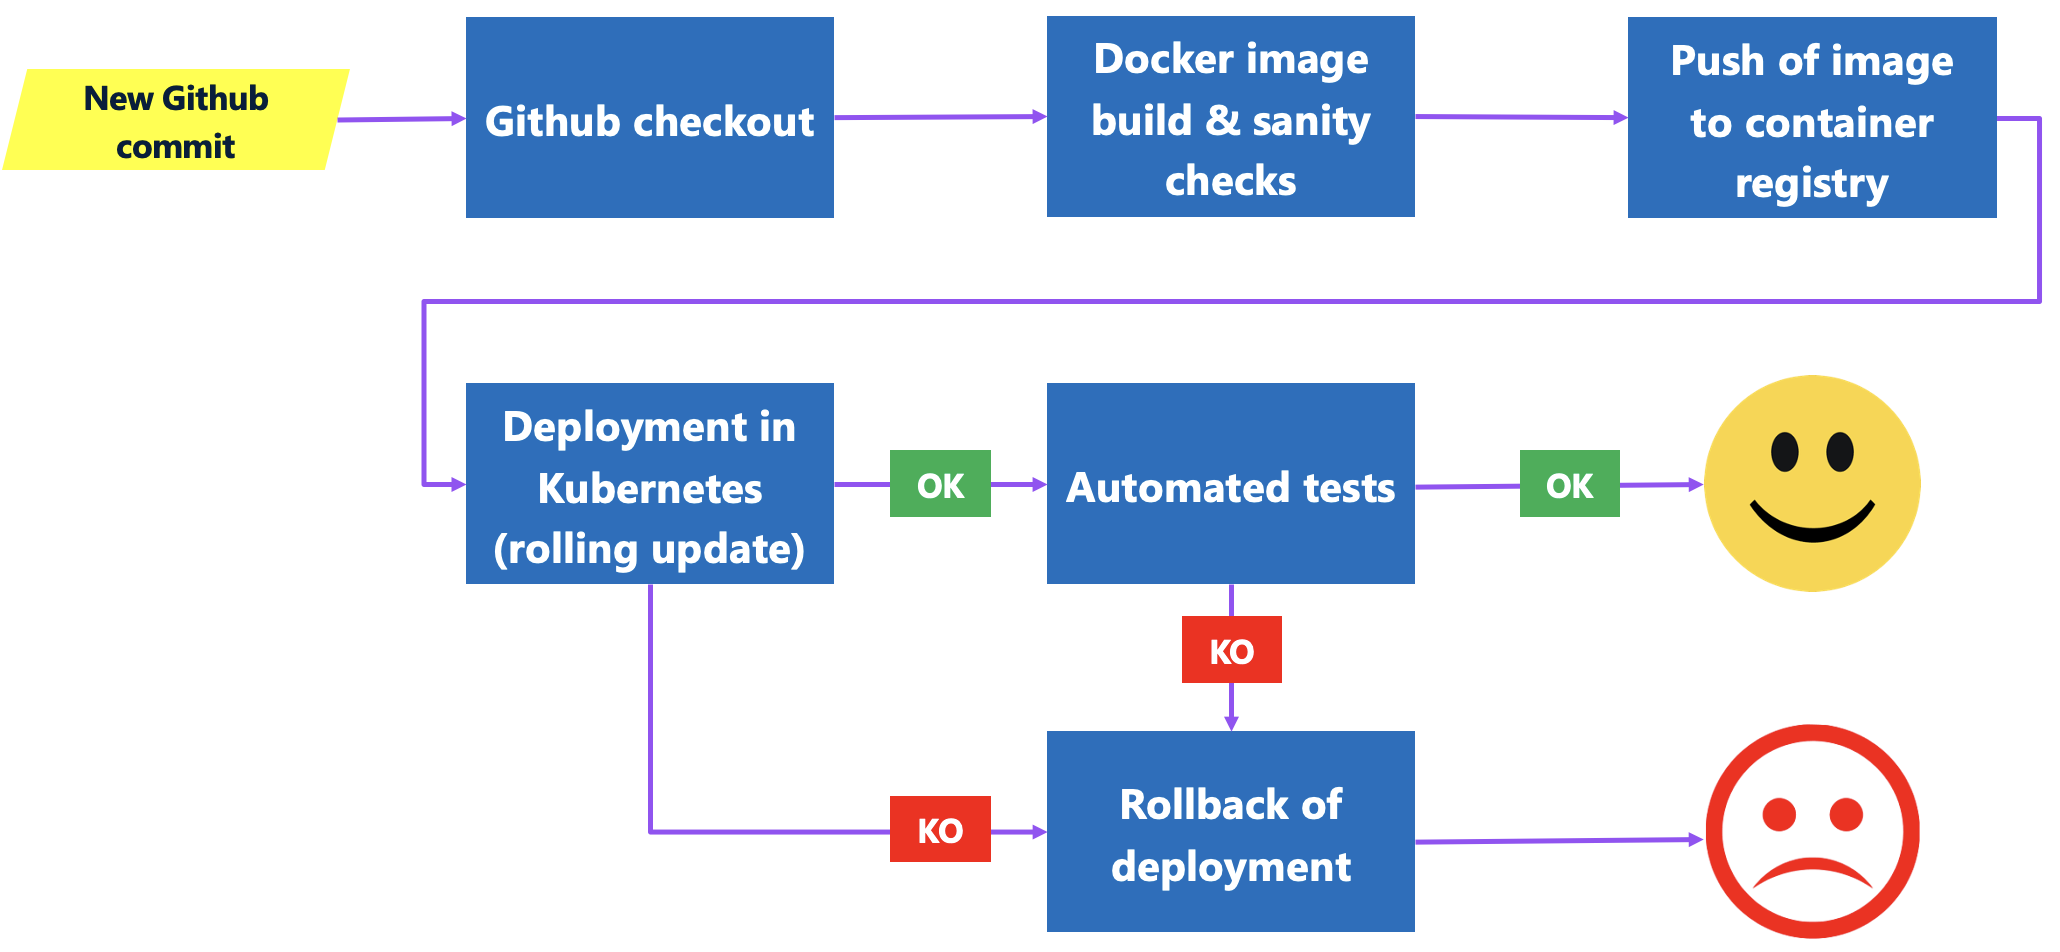 New Github
commit
Github checkout
Docker image
build & sanity
checks
Push of image
to container
registry
Deployment in
Kubernetes
(rolling update)
OK
Automated tests
OK
KO
KO
Rollback of
deployment